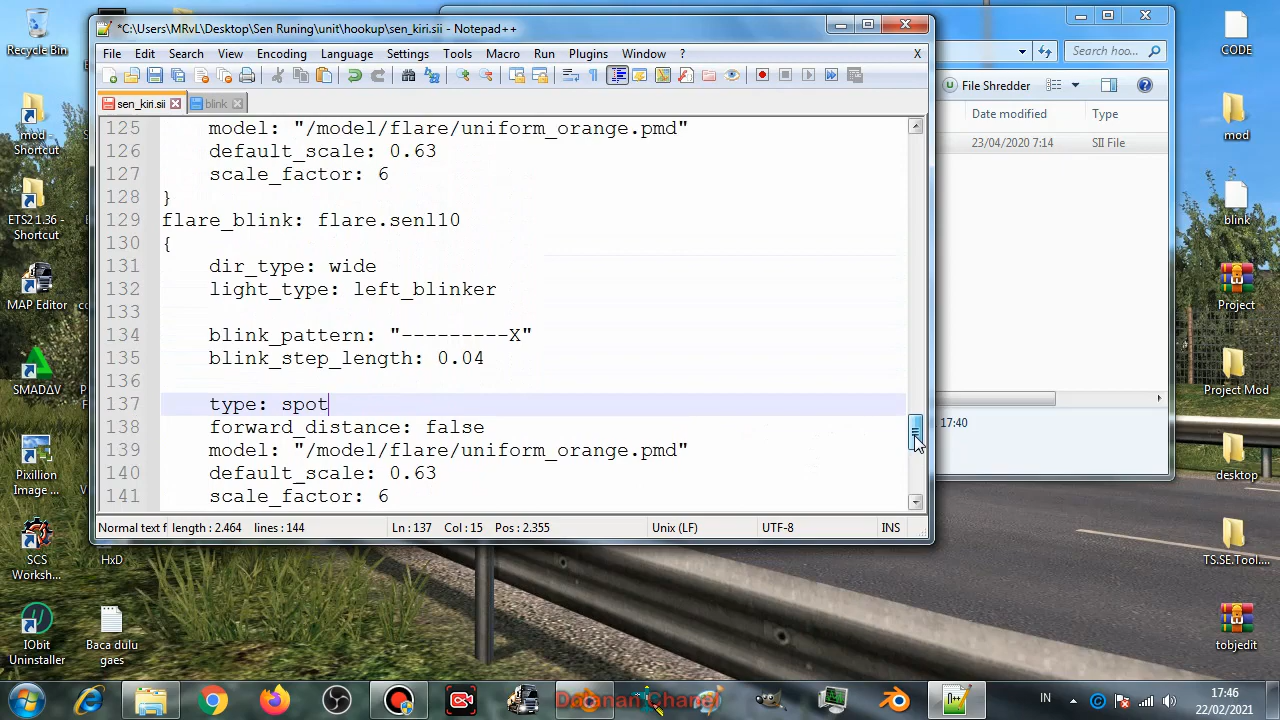 Recycle Bin
mod - Shortcut
ETS2 1.36 - Shortcut
MAP Editor
SMADΔV
Pixillion Image ...
SCS Worksh...
HxD
IObit Uninstaller
Baca dulu gaes
*C:\Users\MRvL\Desktop\Sen Runing\unit\hookup\sen_kiri.sii - Notepad++
File Edit Search View Encoding Language Settings Tools Macro Run Plugins Window ? X
sen_kiri.sii blink
125 model: "/model/flare/uniform_orange.pmd"
126 default_scale: 0.63
127 scale_factor: 6
128 }
129 flare_blink: flare.senl10
130 {
131 dir_type: wide
132 light_type: left_blinker
133
134 blink_pattern: "---------X"
135 blink_step_length: 0.04
136
137 type: spot
138 forward_distance: false
139 model: "/model/flare/uniform_orange.pmd"
140 default_scale: 0.63
141 scale_factor: 6
Normal text f length : 2.464 lines : 144 Ln : 137 Col : 15 Pos : 2.355 Unix (LF) UTF-8 INS
Search hoo...
File Shredder
Date modified Type
23/04/2020 7:14 SII File
17:40
CODE
mod
blink
Project
Project Mod
desktop
TS.SE.Tool....
tobjedit
Dafanan Chanel
IN
17:46
22/02/2021